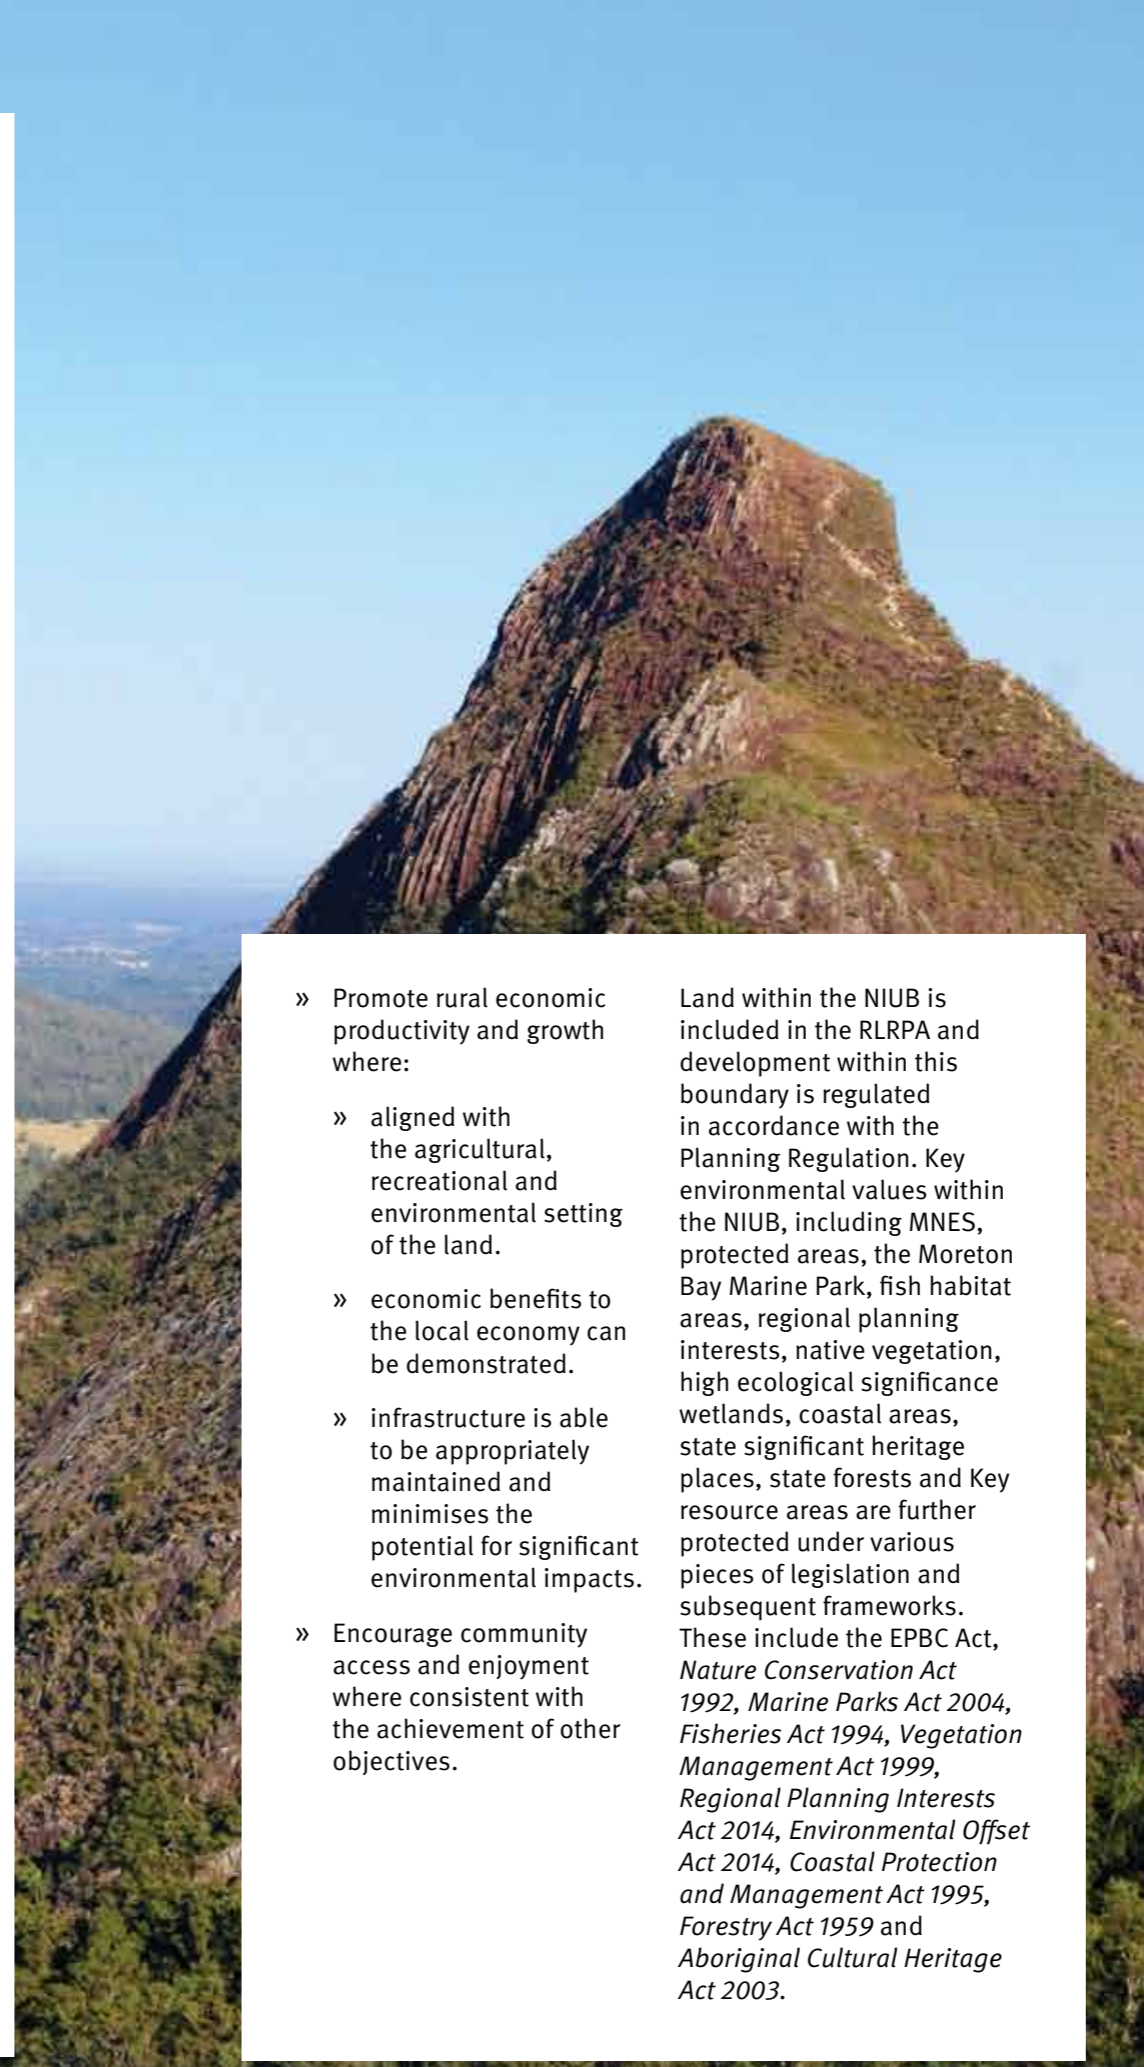 » Promote rural economic
productivity and growth
where:
» aligned with
the agricultural,
recreational and
environmental setting
of the land.
» economic benefits to
the local economy can
be demonstrated.
» infrastructure is able
to be appropriately
maintained and
minimises the
potential for significant
environmental impacts.
» Encourage community
access and enjoyment
where consistent with
the achievement of other
objectives.
Land within the NIUB is
included in the RLRPA and
development within this
boundary is regulated
in accordance with the
Planning Regulation. Key
environmental values within
the NIUB, including MNES,
protected areas, the Moreton
Bay Marine Park, fish habitat
areas, regional planning
interests, native vegetation,
high ecological significance
wetlands, coastal areas,
state significant heritage
places, state forests and Key
resource areas are further
protected under various
pieces of legislation and
subsequent frameworks.
These include the EPBC Act,
Nature Conservation Act
1992, Marine Parks Act 2004,
Fisheries Act 1994, Vegetation
Management Act 1999,
Regional Planning Interests
Act 2014, Environmental Offset
Act 2014, Coastal Protection
and Management Act 1995,
Forestry Act 1959 and
Aboriginal Cultural Heritage
Act 2003.